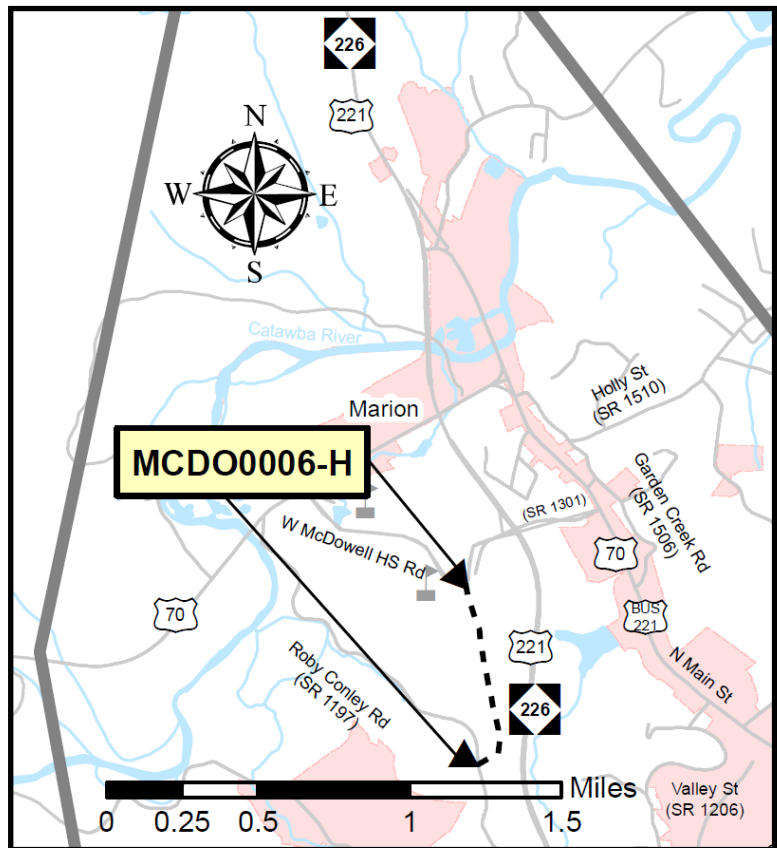 226
221
N
W
E
S
Catawba River
Holly St
(SR 1510)
Marion
MCDO0006-H
Garden Creek Rd
(SR 1506)
(SR 1301)
W McDowell HS Rd
70
70
BUS
221
Roby Conley Rd
(SR 1197)
221
N Main St
226
Miles
Valley St
(SR 1206)
0 0.25 0.5 1 1.5